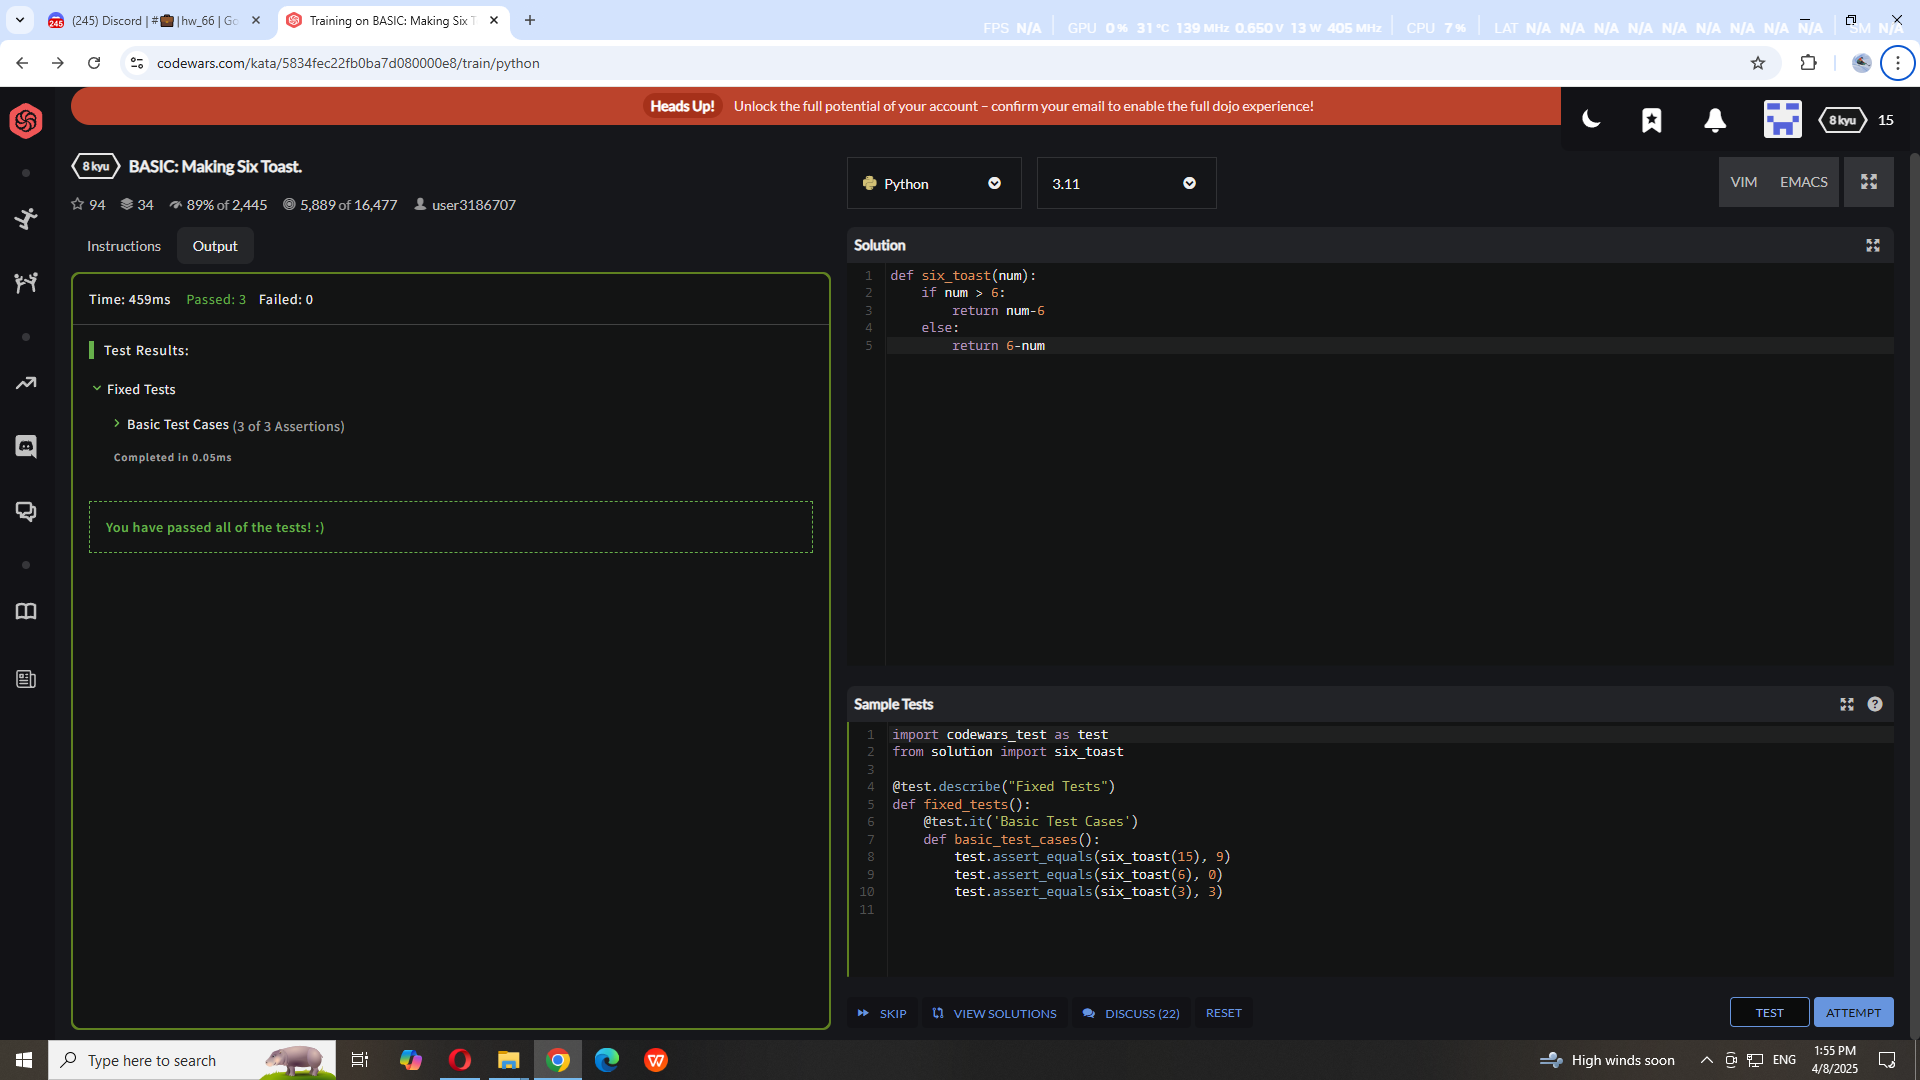 (245) Discord | #💼|hw_66 | Go
Training on BASIC: Making Six T
FPS N/A GPU 0% 31°C 139 MHz 0.650 V 13 W 405 MHz CPU 7% LAT N/A N/A N/A N/A N/A N/A N/A N/A N/A SM N/A
codewars.com/kata/5834fec22fb0ba7d080000e8/train/python
Heads Up! Unlock the full potential of your account – confirm your email to enable the full dojo experience!
8 kyu 15
8 kyu BASIC: Making Six Toast.
94 34 89% of 2,445 5,889 of 16,477 user3186707
Python
3.11
VIM EMACS
Instructions Output
Time: 459ms Passed: 3 Failed: 0
Test Results:
Fixed Tests
Basic Test Cases (3 of 3 Assertions)
Completed in 0.05ms
You have passed all of the tests! :)
Solution
1 def six_toast(num):
2 if num > 6:
3 return num-6
4 else:
5 return 6-num
Sample Tests
1 import codewars_test as test
2 from solution import six_toast
3
4 @test.describe("Fixed Tests")
5 def fixed_tests():
6 @test.it('Basic Test Cases')
7 def basic_test_cases():
8 test.assert_equals(six_toast(15), 9)
9 test.assert_equals(six_toast(6), 0)
10 test.assert_equals(six_toast(3), 3)
11
SKIP VIEW SOLUTIONS DISCUSS (22) RESET
TEST ATTEMPT
Type here to search
High winds soon
ENG
1:55 PM
4/8/2025